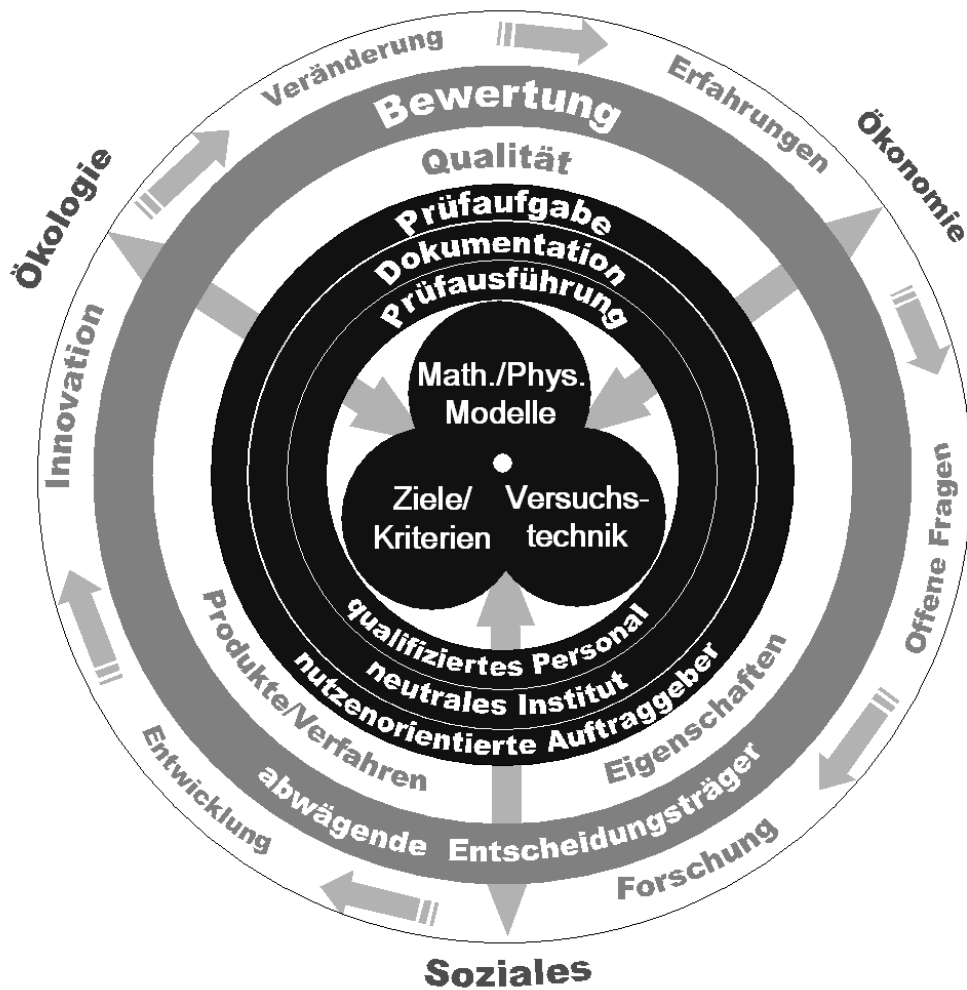 Veränderung
Erfahrungen
Bewertung
Ökologie
Ökonomie
Qualität
Prüfaufgabe
Dokumentation
Prüfausführung
Innovation
Math./Phys.
Modelle
Ziele/
Kriterien
Versuchs-
technik
Offene Fragen
qualifiziertes Personal
neutrales Institut
nutzenorientierte Auftraggeber
Produkte/Verfahren
Eigenschaften
abwägende Entscheidungsträger
Entwicklung
Forschung
Soziales